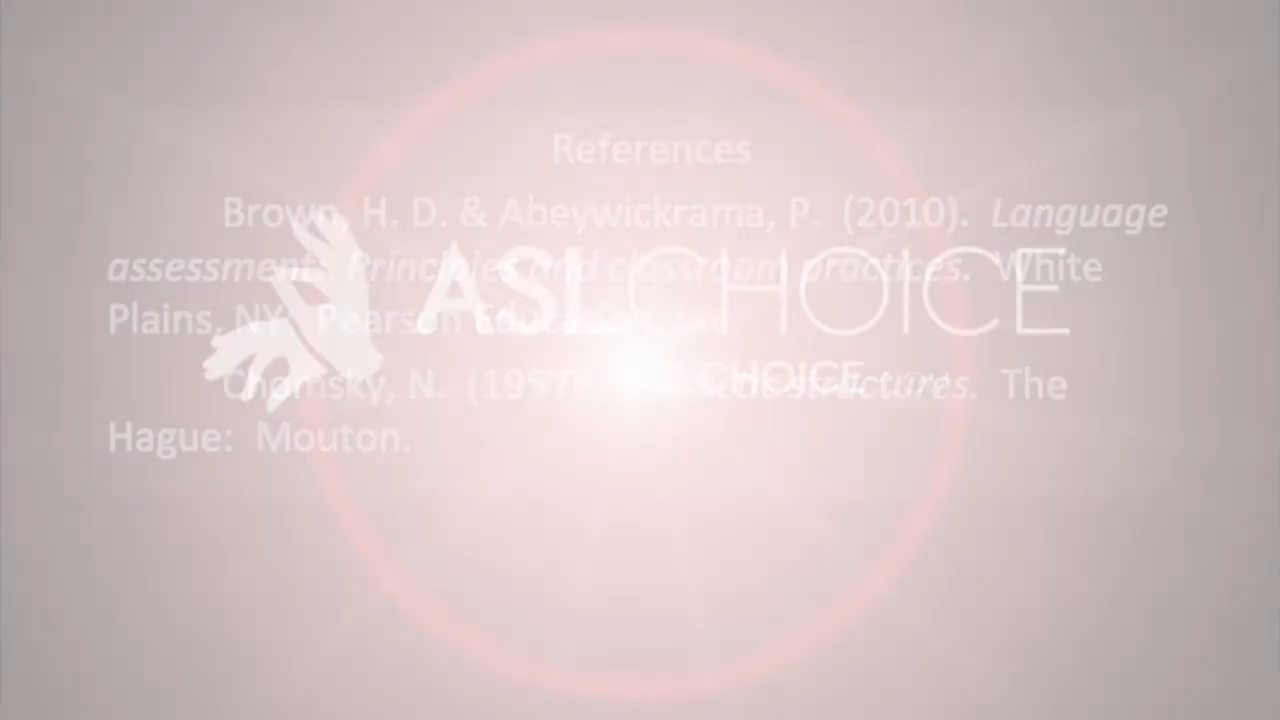 References
Brown, H. D. & Abeywickrama, P. (2010). Language
assessment: Principles and classroom practices. White
ASLCHOICE
Plains, NY: Pearson
CHOICE
Chomsky, N. (1957). structures. The
Hague: Mouton.